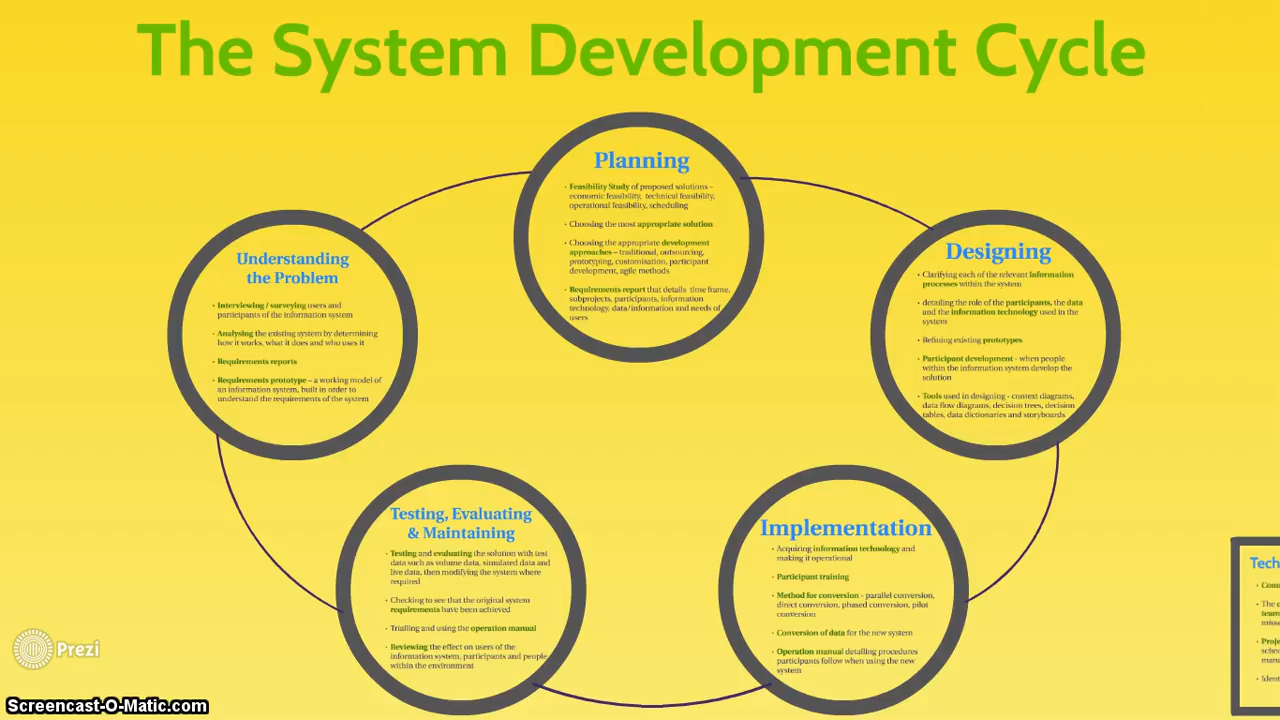 The System Development Cycle
Planning
• Feasibility Study of proposed solutions –
economic feasibility, technical feasibility,
operational feasibility, scheduling
• Choosing the most appropriate solution
• Choosing the appropriate development
approaches – traditional, outsourcing,
prototyping, customisation, participant
development, agile methods
• Requirements report that details time frame,
subprojects, participants, information
technology, data/information and needs of
users
Understanding
the Problem
• Interviewing / surveying users and
participants of the information system
• Analysing the existing system by determining
how it works, what it does and who uses it
• Requirements reports
• Requirements prototype – a working model of
an information system, built in order to
understand the requirements of the system
Designing
• Clarifying each of the relevant information
processes within the system
• detailing the role of the participants, the data
and the information technology used in the
system
• Refining existing prototypes
• Participant development - when people
within the information system develop the
solution
• Tools used in designing - context diagrams,
data flow diagrams, decision trees, decision
tables, data dictionaries and storyboards
Testing, Evaluating
& Maintaining
• Testing and evaluating the solution with test
data such as volume data, simulated data and
live data, then modifying the system where
required
• Checking to see that the original system
requirements have been achieved
• Trialling and using the operation manual
• Reviewing the effect on users of the
information system, participants and people
within the environment
Implementation
• Acquiring information technology and
making it operational
• Participant training
• Method for conversion - parallel conversion,
direct conversion, phased conversion, pilot
conversion
• Conversion of data for the new system
• Operation manual detailing procedures
participants follow when using the new
system
Tech
• The
team
Prezi
Screencast-O-Matic.com